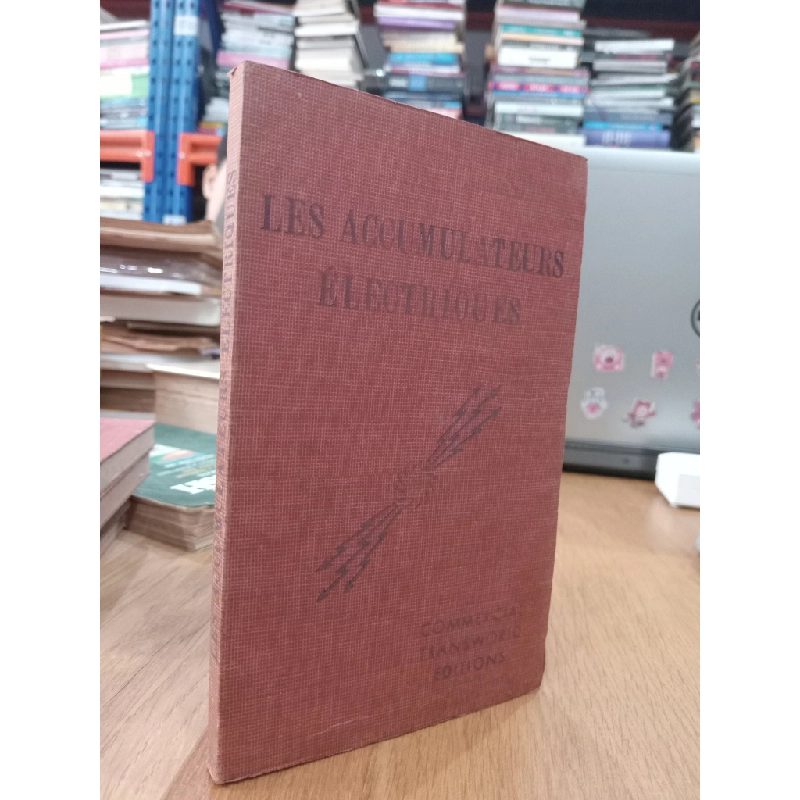 LES ACCUMULATEURS
ÉLECTRIQUES
COMMERCIAL
TRANSWORLD
EDITIONS